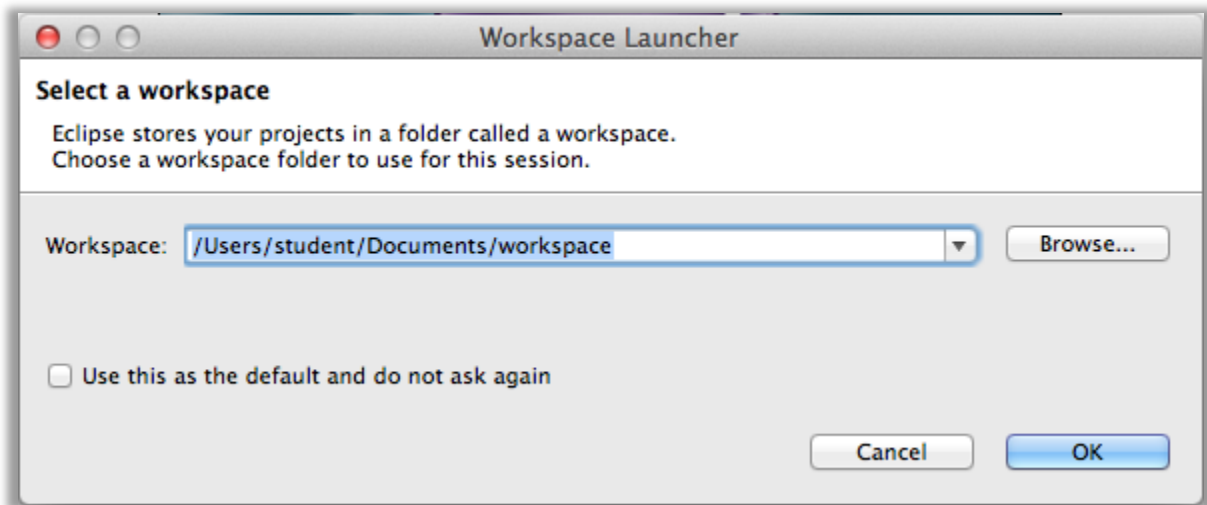 Workspace Launcher
Select a workspace
Eclipse stores your projects in a folder called a workspace.
Choose a workspace folder to use for this session.
Workspace: /Users/student/Documents/workspace Browse...
Use this as the default and do not ask again
Cancel OK